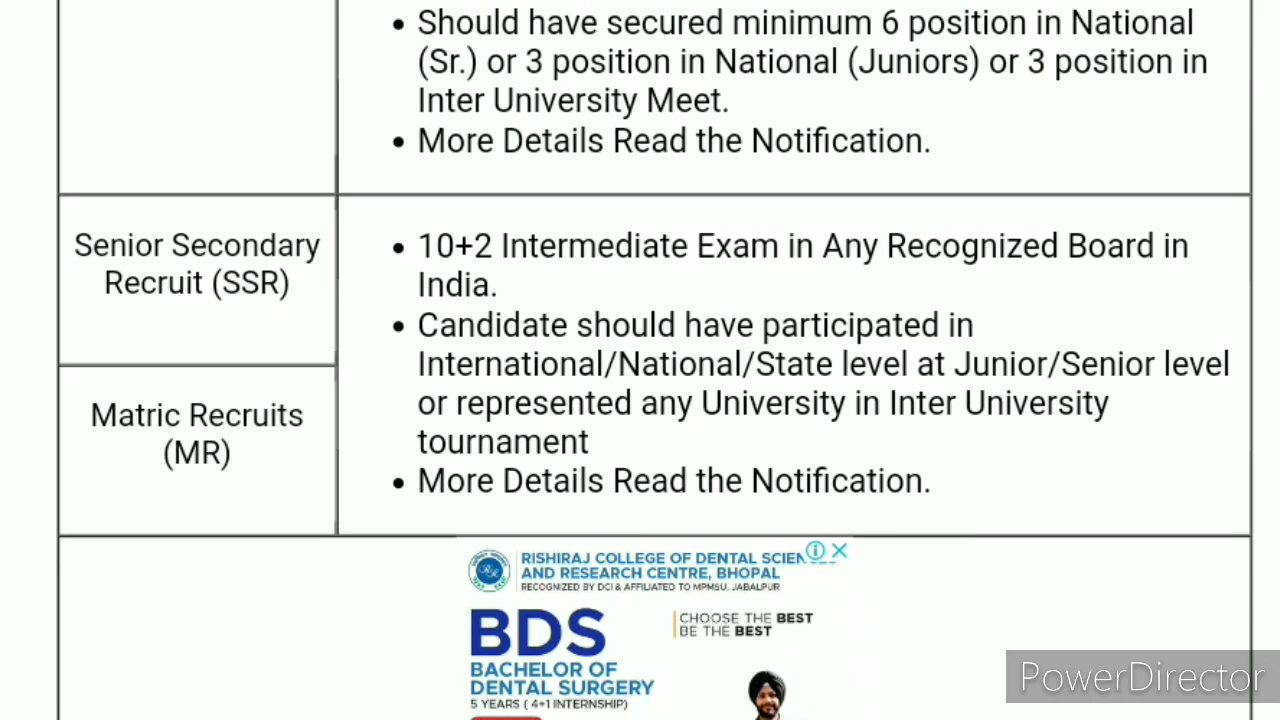 • Should have secured minimum 6 position in National
(Sr.) or 3 position in National (Juniors) or 3 position in
Inter University Meet.
• More Details Read the Notification.
Senior Secondary
Recruit (SSR)
Matric Recruits
(MR)
• 10+2 Intermediate Exam in Any Recognized Board in
India.
• Candidate should have participated in
International/National/State level at Junior/Senior level
or represented any University in Inter University
tournament
• More Details Read the Notification.
RISHIRAJ COLLEGE OF DENTAL
AND RESEARCH CENTRE, BHOPAL
RECOGNIZED BY DCI & AFFILIATED TO MPMSU, JABALPUR
BDS
BACHELOR OF
DENTAL SURGERY
5 YEARS ( 4+1 INTERNSHIP)
CHOOSE THE BEST
BE THE BEST
PowerDirector